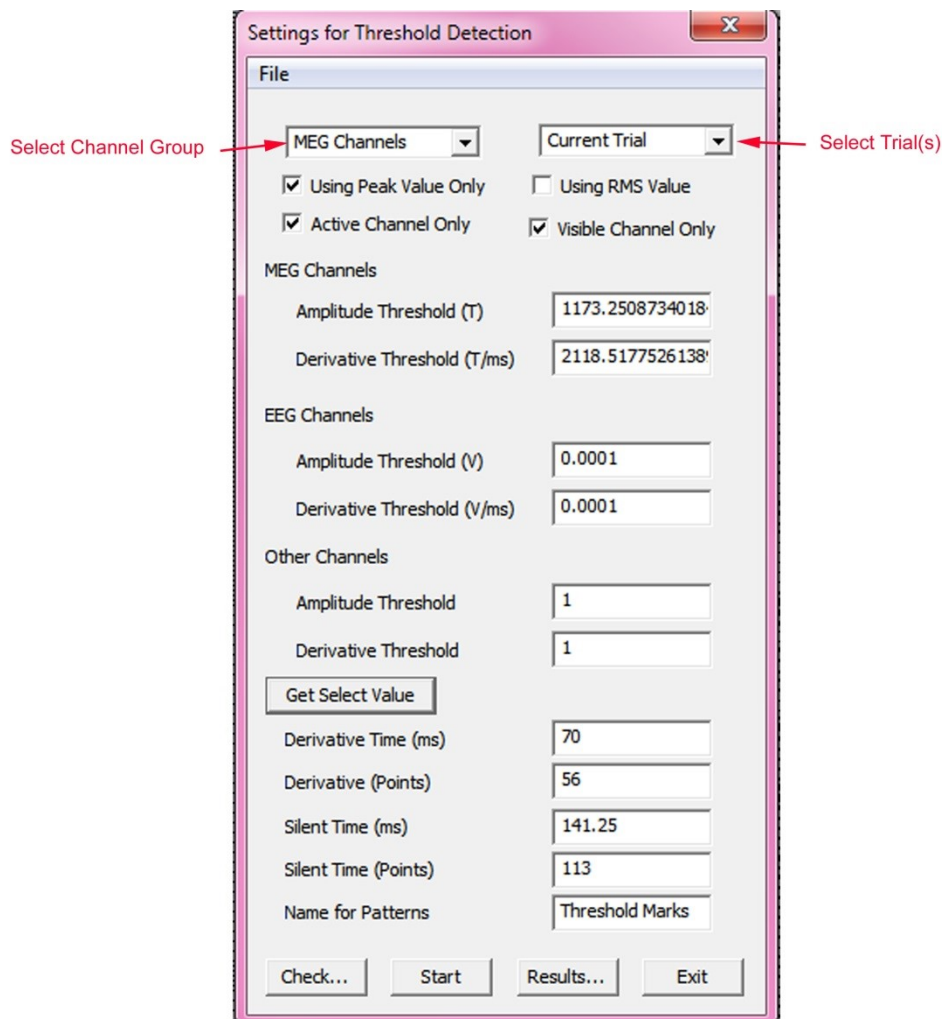 Settings for Threshold Detection
File
Select Channel Group
MEG Channels
Current Trial
Select Trial(s)
Using Peak Value Only
Using RMS Value
Active Channel Only
Visible Channel Only
MEG Channels
Amplitude Threshold (T)
1173.2508734018
Derivative Threshold (T/ms)
2118.5177526138
EEG Channels
Amplitude Threshold (V)
0.0001
Derivative Threshold (V/ms)
0.0001
Other Channels
Amplitude Threshold
1
Derivative Threshold
1
Get Select Value
Derivative Time (ms)
70
Derivative (Points)
56
Silent Time (ms)
141.25
Silent Time (Points)
113
Name for Patterns
Threshold Marks
Check...
Start
Results...
Exit